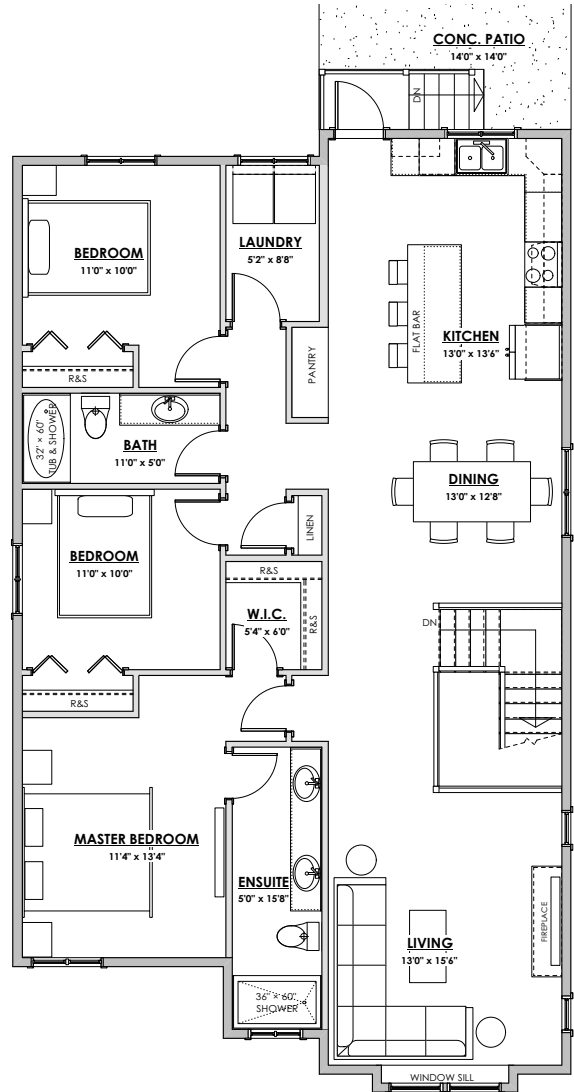 CONC. PATIO
14'0" x 14'0"
DN
BEDROOM
11'0" x 10'0"
LAUNDRY
5'2" x 8'8"
KITCHEN
13'0" x 13'6"
FLAT BAR
PANTRY
R&S
32" × 60"
TUB & SHOWER
BATH
11'0" x 5'0"
DINING
13'0" x 12'8"
BEDROOM
11'0" x 10'0"
LINEN
R&S
W.I.C.
5'4" x 6'0"
R&S
DN
R&S
MASTER BEDROOM
11'4" x 13'4"
ENSUITE
5'0" x 15'8"
FIREPLACE
LIVING
13'0" x 15'6"
36" × 60"
SHOWER
WINDOW SILL